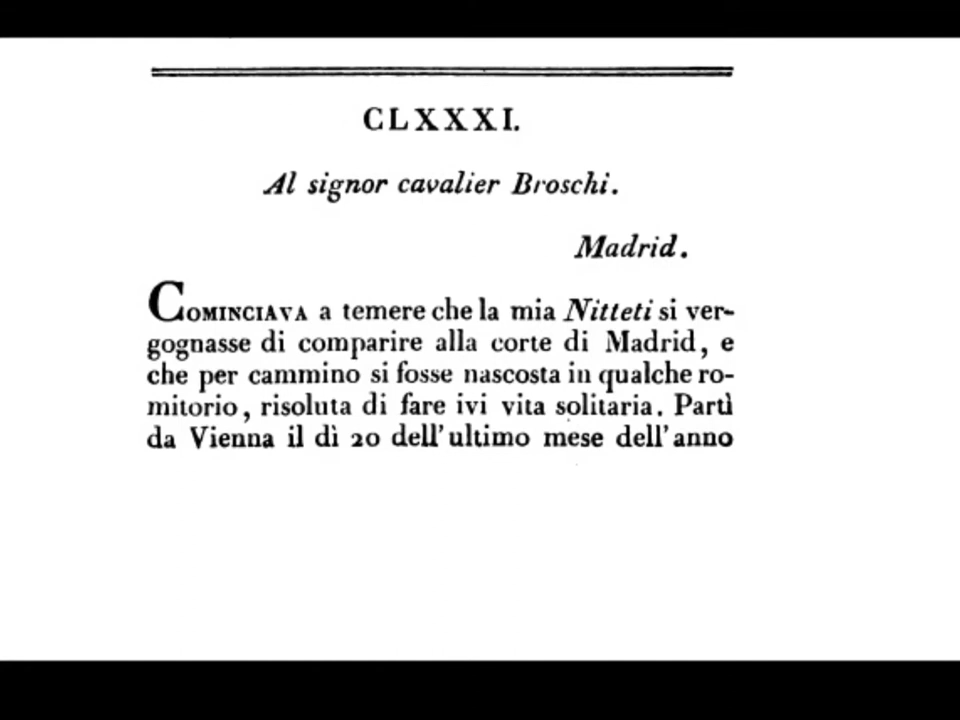 CLXXXI.
Al signor cavalier Broschi.
Madrid.
COMINCIAVA a temere che la mia Nitteti si ver-
gognasse di comparire alla corte di Madrid, e
che per cammino si fosse nascosta in qualche ro-
mitorio, risoluta di fare ivi vita solitaria. Partì
da Vienna il dì 20 dell'ultimo mese dell'anno